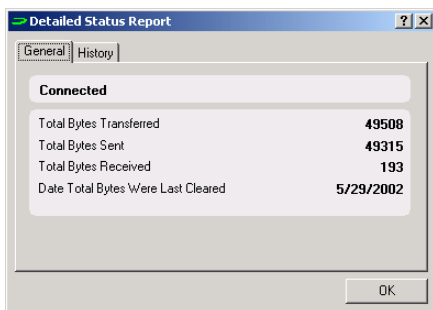 Detailed Status Report
General History
Connected
Total Bytes Transferred 49508
Total Bytes Sent 49315
Total Bytes Received 193
Date Total Bytes Were Last Cleared 5/29/2002
OK